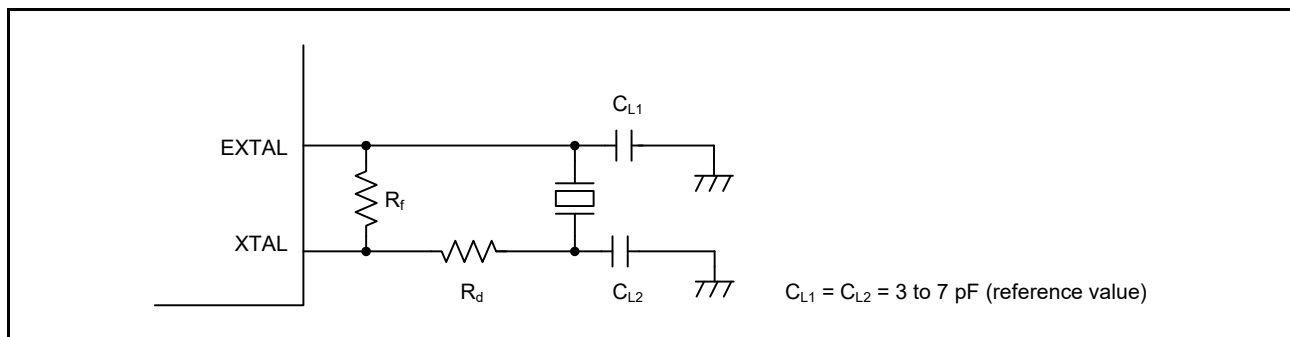 C_L1
EXTAL
R_f
XTAL
R_d
C_L2
C_L1 = C_L2 = 3 to 7 pF (reference value)